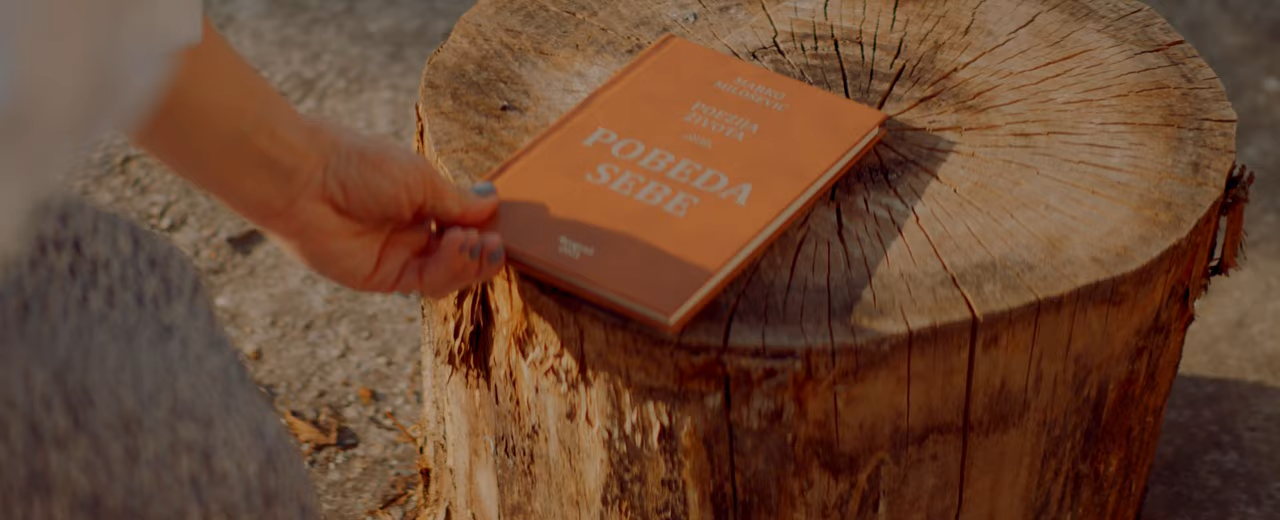 MARKO
MILOŠEVIĆ
POEZIJA
ŽIVOTA
POBEDA
SEBE